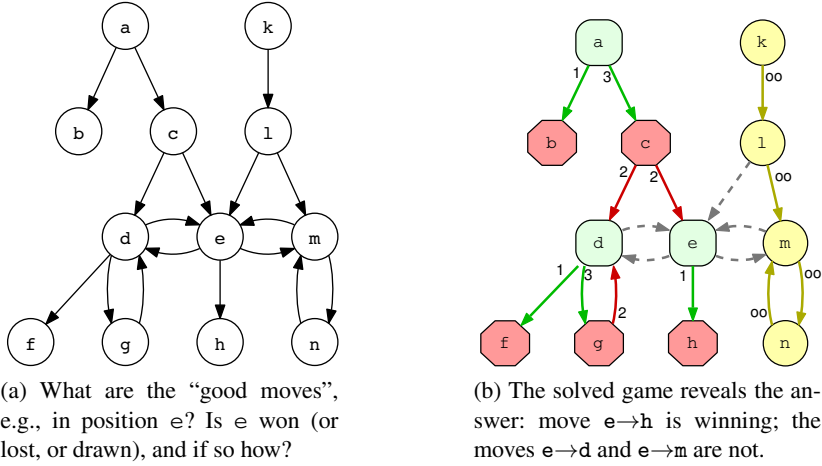 a
k
b
c
l
d
e
m
f
g
h
n
(a) What are the “good moves”,
e.g., in position e? Is e won (or
lost, or drawn), and if so how?
a
k
1
3
oo
b
c
l
2
2
oo
d
e
m
1
3
1
oo
2
oo
f
g
h
n
(b) The solved game reveals the an-
swer: move e→h is winning; the
moves e→d and e→m are not.